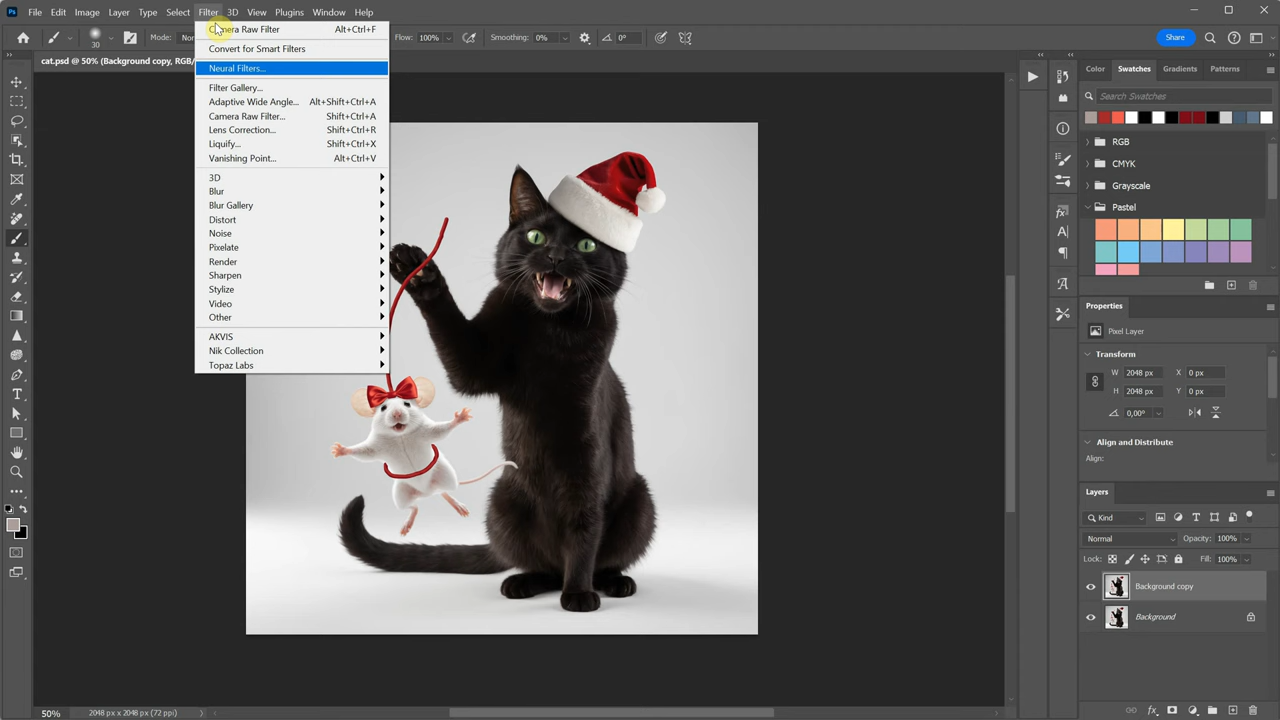 Ps File Edit Image Layer Type Select Filter 3D View Plugins Window Help
30 Mode: Flow: 100% Smoothing: 0% 0° Share
cat.psd @ 50% (Background copy, RGB/
Camera Raw Filter Alt+Ctrl+F
Convert for Smart Filters
Neural Filters...
Filter Gallery...
Adaptive Wide Angle... Alt+Shift+Ctrl+A
Camera Raw Filter... Shift+Ctrl+A
Lens Correction... Shift+Ctrl+R
Liquify... Shift+Ctrl+X
Vanishing Point... Alt+Ctrl+V
3D
Blur
Blur Gallery
Distort
Noise
Pixelate
Render
Sharpen
Stylize
Video
Other
AKVIS
Nik Collection
Topaz Labs
Color Swatches Gradients Patterns
Search Swatches
RGB
CMYK
Grayscale
Pastel
Properties
Pixel Layer
Transform
W 2048 px X 0 px
H 2048 px Y 0 px
0,00°
Align and Distribute
Align:
Layers
Kind
Normal Opacity: 100%
Lock: Fill: 100%
Background copy
Background
50% 2048 px x 2048 px (72 ppi)